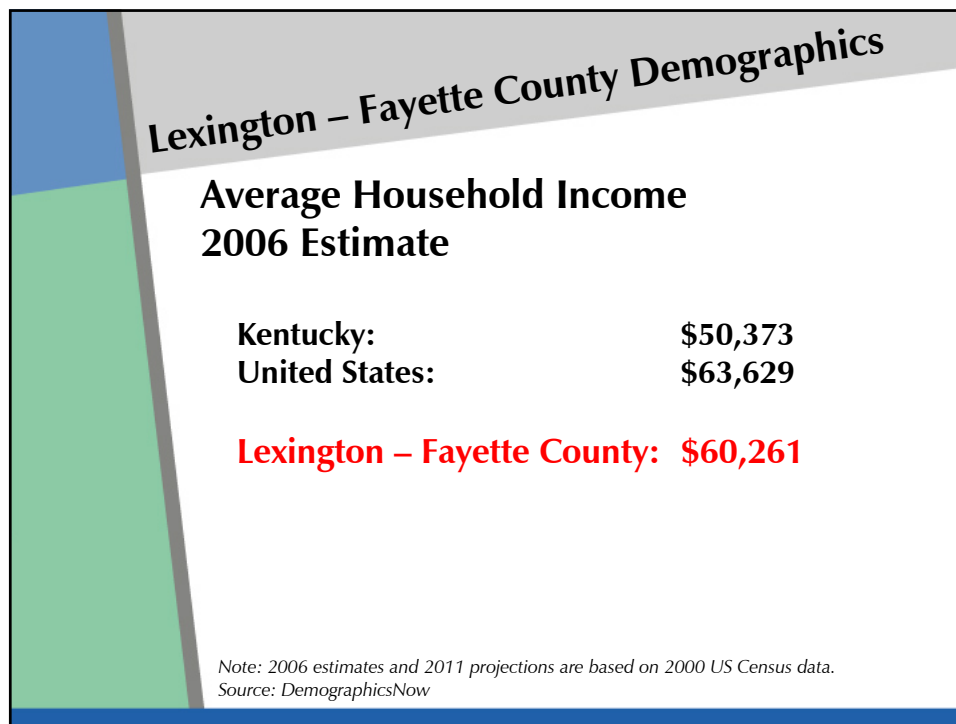 Lexington – Fayette County Demographics
Average Household Income
2006 Estimate
Kentucky: $50,373
United States: $63,629
Lexington – Fayette County: $60,261
Note: 2006 estimates and 2011 projections are based on 2000 US Census data.
Source: DemographicsNow